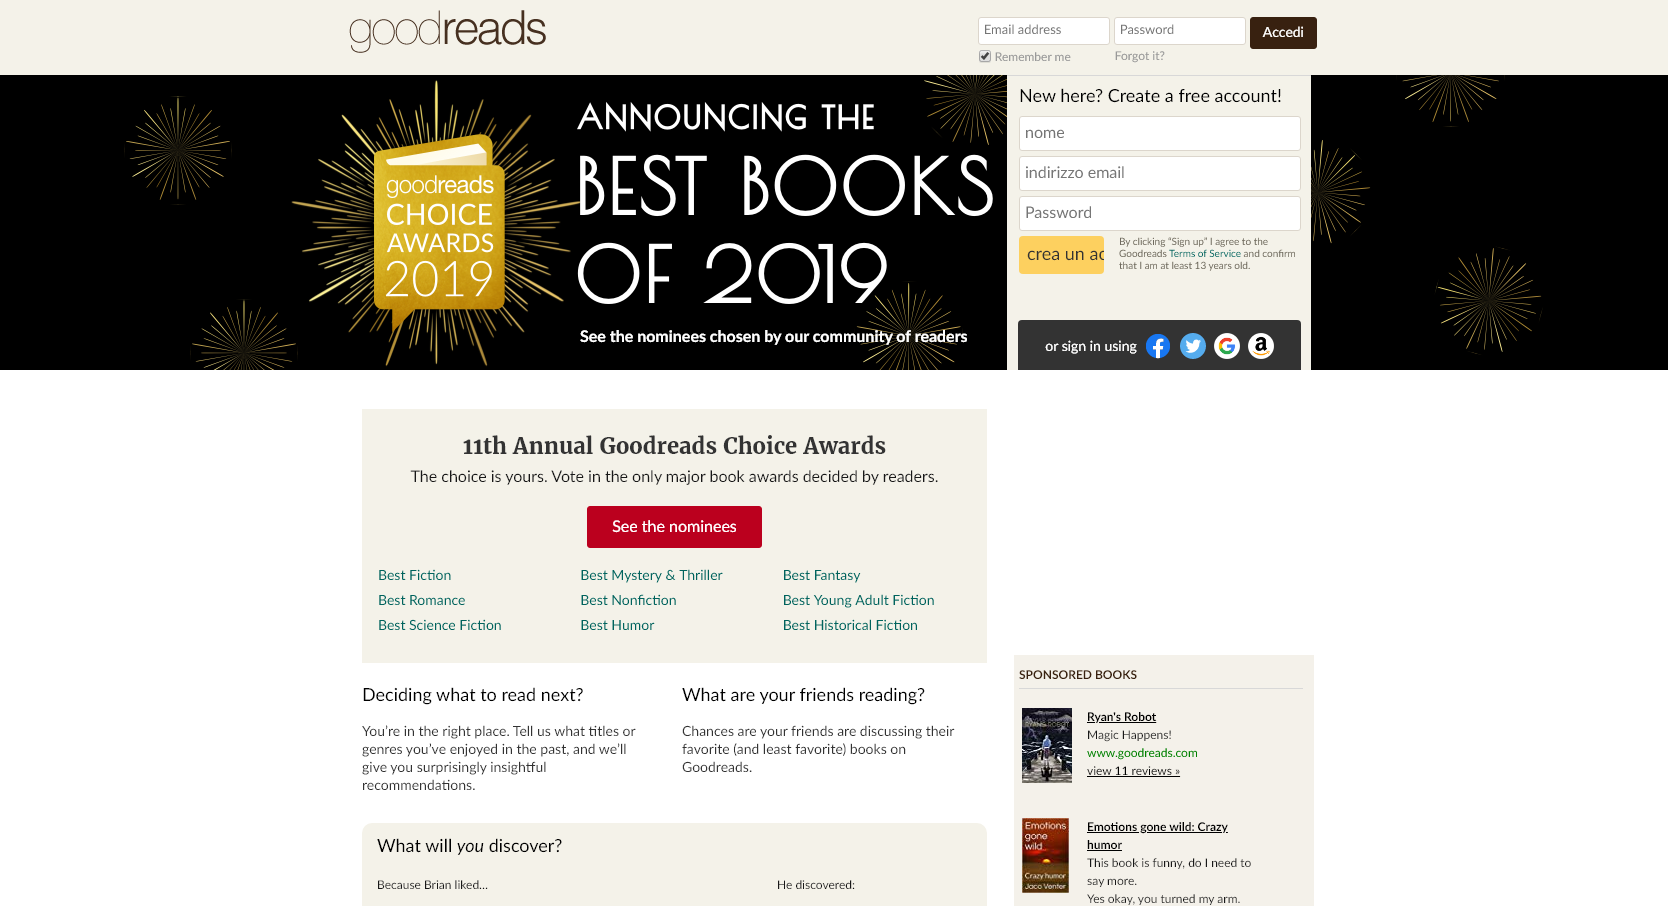 goodreads
Email address
Password
Accedi
Remember me
Forgot it?
goodreads
CHOICE
AWARDS
2019
ANNOUNCING THE
BEST BOOKS
OF 2019
See the nominees chosen by our community of readers
New here? Create a free account!
nome
indirizzo email
Password
crea un ac
By clicking “Sign up” I agree to the
Goodreads Terms of Service and confirm
that I am at least 13 years old.
or sign in using
11th Annual Goodreads Choice Awards
The choice is yours. Vote in the only major book awards decided by readers.
See the nominees
Best Fiction
Best Mystery & Thriller
Best Fantasy
Best Romance
Best Nonfiction
Best Young Adult Fiction
Best Science Fiction
Best Humor
Best Historical Fiction
Deciding what to read next?
You’re in the right place. Tell us what titles or
genres you’ve enjoyed in the past, and we’ll
give you surprisingly insightful
recommendations.
What are your friends reading?
Chances are your friends are discussing their
favorite (and least favorite) books on
Goodreads.
What will you discover?
Because Brian liked...
He discovered:
SPONSORED BOOKS
Ryan's Robot
Magic Happens!
www.goodreads.com
view 11 reviews »
Emotions
gone
wild...
Crazy humor
Jaco Venter
Emotions gone wild: Crazy
humor
This book is funny, do I need to
say more.
Yes okay, you turned my arm.